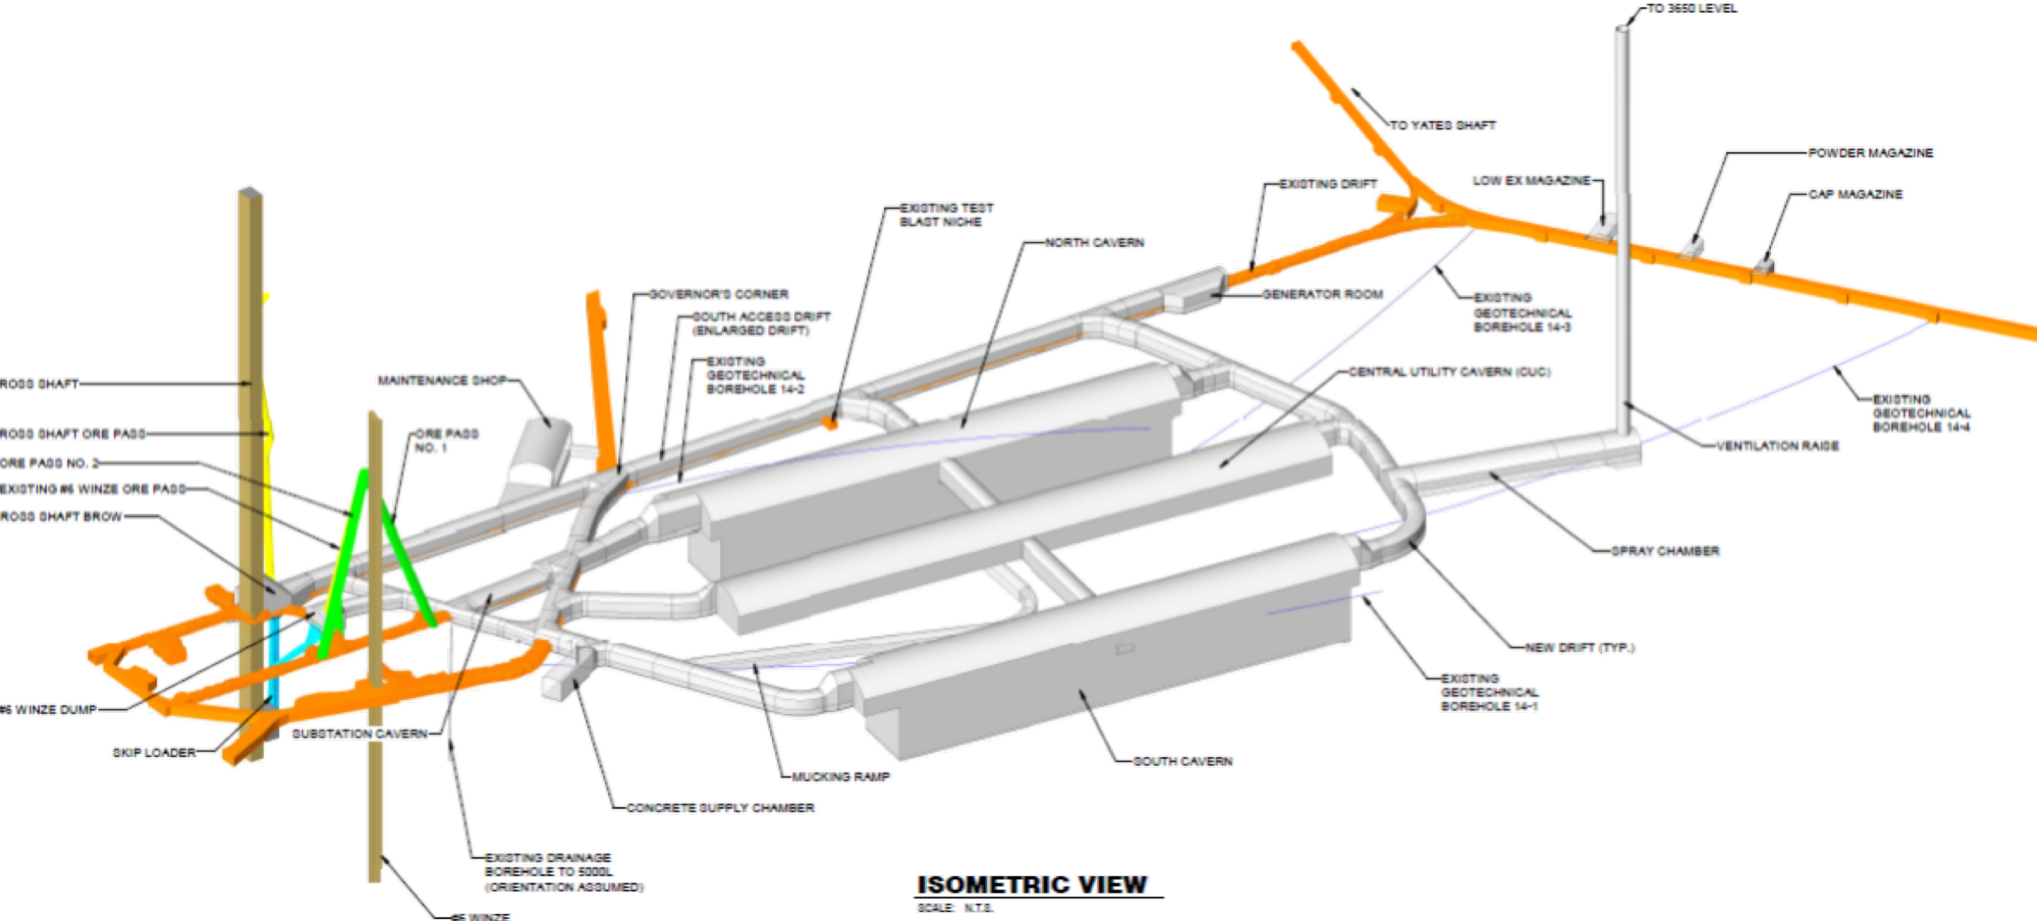 TO 3650 LEVEL
TO YATES SHAFT
POWDER MAGAZINE
LOW EX MAGAZINE
CAP MAGAZINE
EXISTING DRIFT
EXISTING TEST
BLAST NICHE
NORTH CAVERN
GOVERNOR'S CORNER
GENERATOR ROOM
EXISTING
GEOTECHNICAL
BOREHOLE 14-3
SOUTH ACCESS DRIFT
(ENLARGED DRIFT)
EXISTING
GEOTECHNICAL
BOREHOLE 14-2
CENTRAL UTILITY CAVERN (CUC)
ROSS SHAFT
MAINTENANCE SHOP
EXISTING
GEOTECHNICAL
BOREHOLE 14-4
ROSS SHAFT ORE PASS
ORE PASS
NO. 1
VENTILATION RAISE
ORE PASS NO. 2
EXISTING #6 WINZE ORE PASS
ROSS SHAFT BROW
SPRAY CHAMBER
NEW DRIFT (TYP.)
EXISTING
GEOTECHNICAL
BOREHOLE 14-1
#6 WINZE DUMP
SUBSTATION CAVERN
SKIP LOADER
SOUTH CAVERN
MUCKING RAMP
CONCRETE SUPPLY CHAMBER
EXISTING DRAINAGE
BOREHOLE TO 5000L
(ORIENTATION ASSUMED)
#6 WINZE
ISOMETRIC VIEW
SCALE: N.T.S.